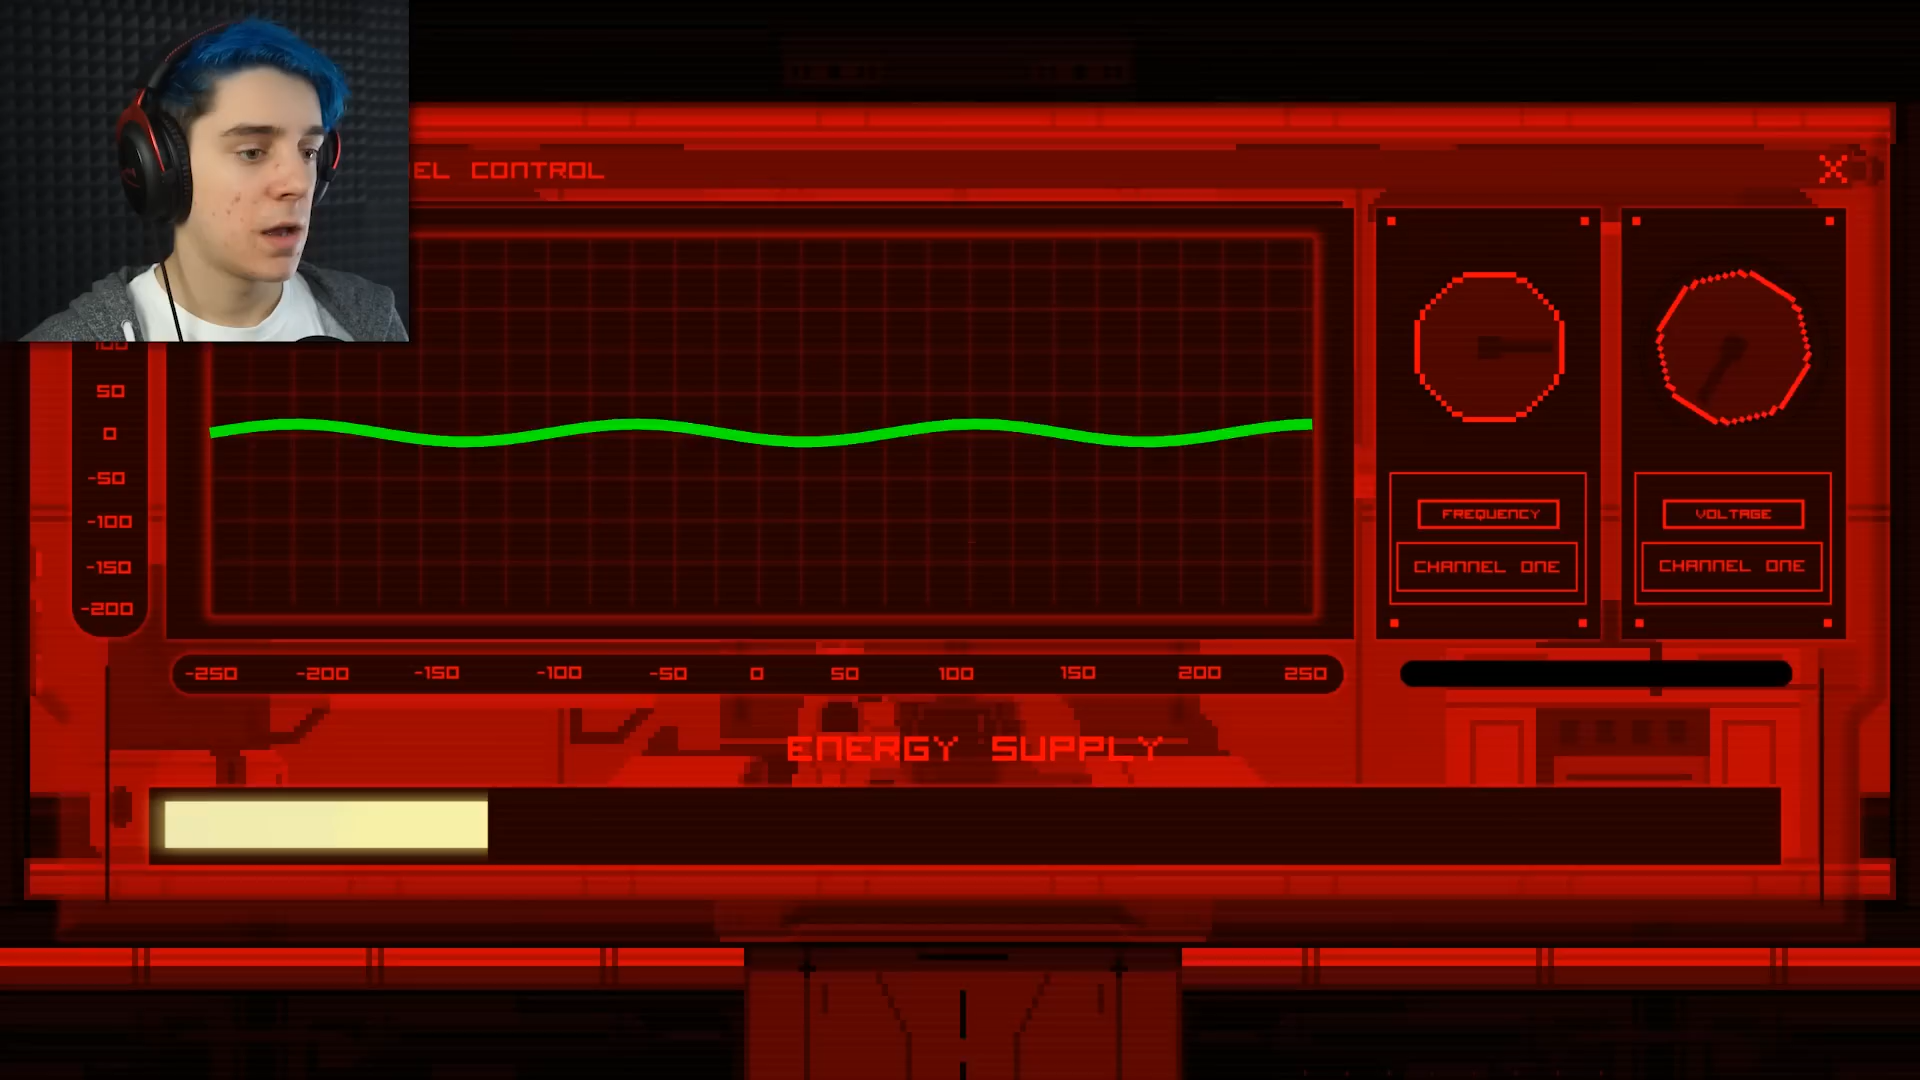 EL CONTROL
100
50
0
-50
-100
-150
-200
-250 -200 -150 -100 -50 0 50 100 150 200 250
FREQUENCY
CHANNEL ONE
VOLTAGE
CHANNEL ONE
ENERGY SUPPLY